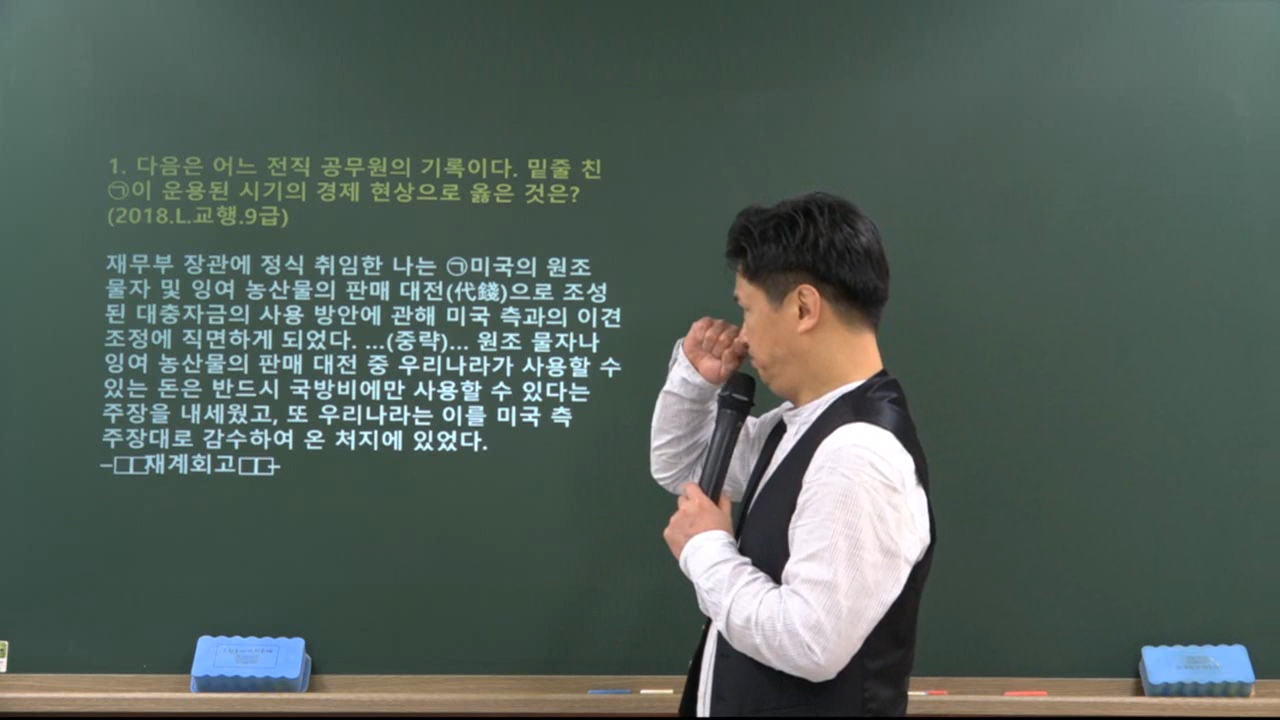 1. 다음은 어느 전직 공무원의 기록이다. 밑줄 친
㉠이 운용된 시기의 경제 현상으로 옳은 것은?
(2018.L.교행.9급)
재무부 장관에 정식 취임한 나는 ㉠미국의 원조
물자 및 잉여 농산물의 판매 대전(代錢)으로 조성
된 대충자금의 사용 방안에 관해 미국 측과의 이견
조정에 직면하게 되었다. ...(중략)... 원조 물자나
잉여 농산물의 판매 대전 중 우리나라가 사용할 수
있는 돈은 반드시 국방비에만 사용할 수 있다는
주장을 내세웠고, 또 우리나라는 이를 미국 측
주장대로 감수하여 온 처지에 있었다.
–□□재계회고□□–